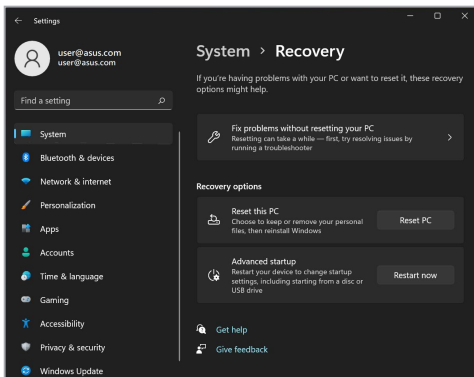 Settings
user@asus.com
user@asus.com
Find a setting
System
Bluetooth & devices
Network & internet
Personalization
Apps
Accounts
Time & language
Gaming
Accessibility
Privacy & security
Windows Update
System > Recovery
If you're having problems with your PC or want to reset it, these recovery
options might help.
Fix problems without resetting your PC
Resetting can take a while — first, try resolving issues by
running a troubleshooter
Recovery options
Reset this PC
Choose to keep or remove your personal
files, then reinstall Windows
Reset PC
Advanced startup
Restart your device to change startup
settings, including starting from a disc or
USB drive
Restart now
Get help
Give feedback